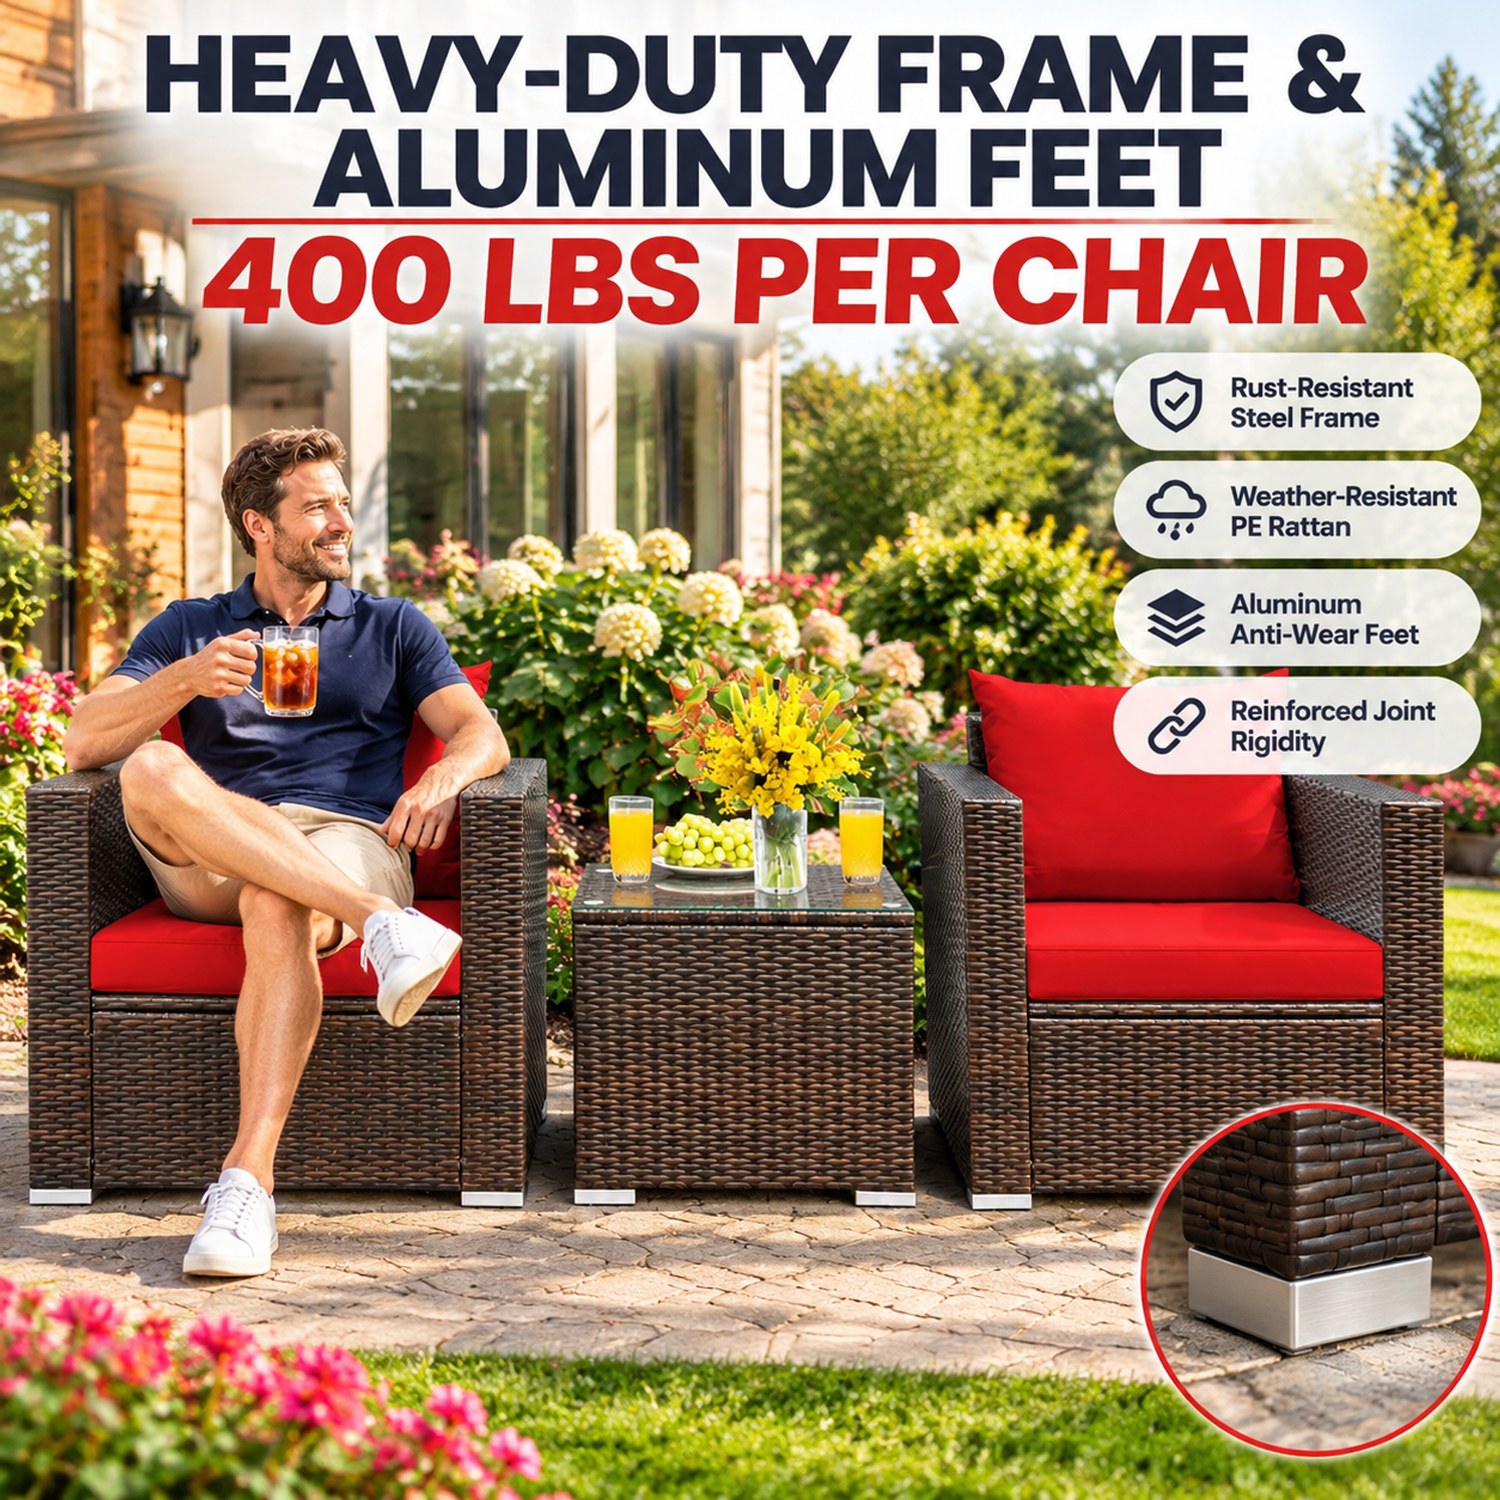 HEAVY-DUTY FRAME &
ALUMINUM FEET
400 LBS PER CHAIR
Rust-Resistant
Steel Frame
Weather-Resistant
PE Rattan
Aluminum
Anti-Wear Feet
Reinforced Joint
Rigidity